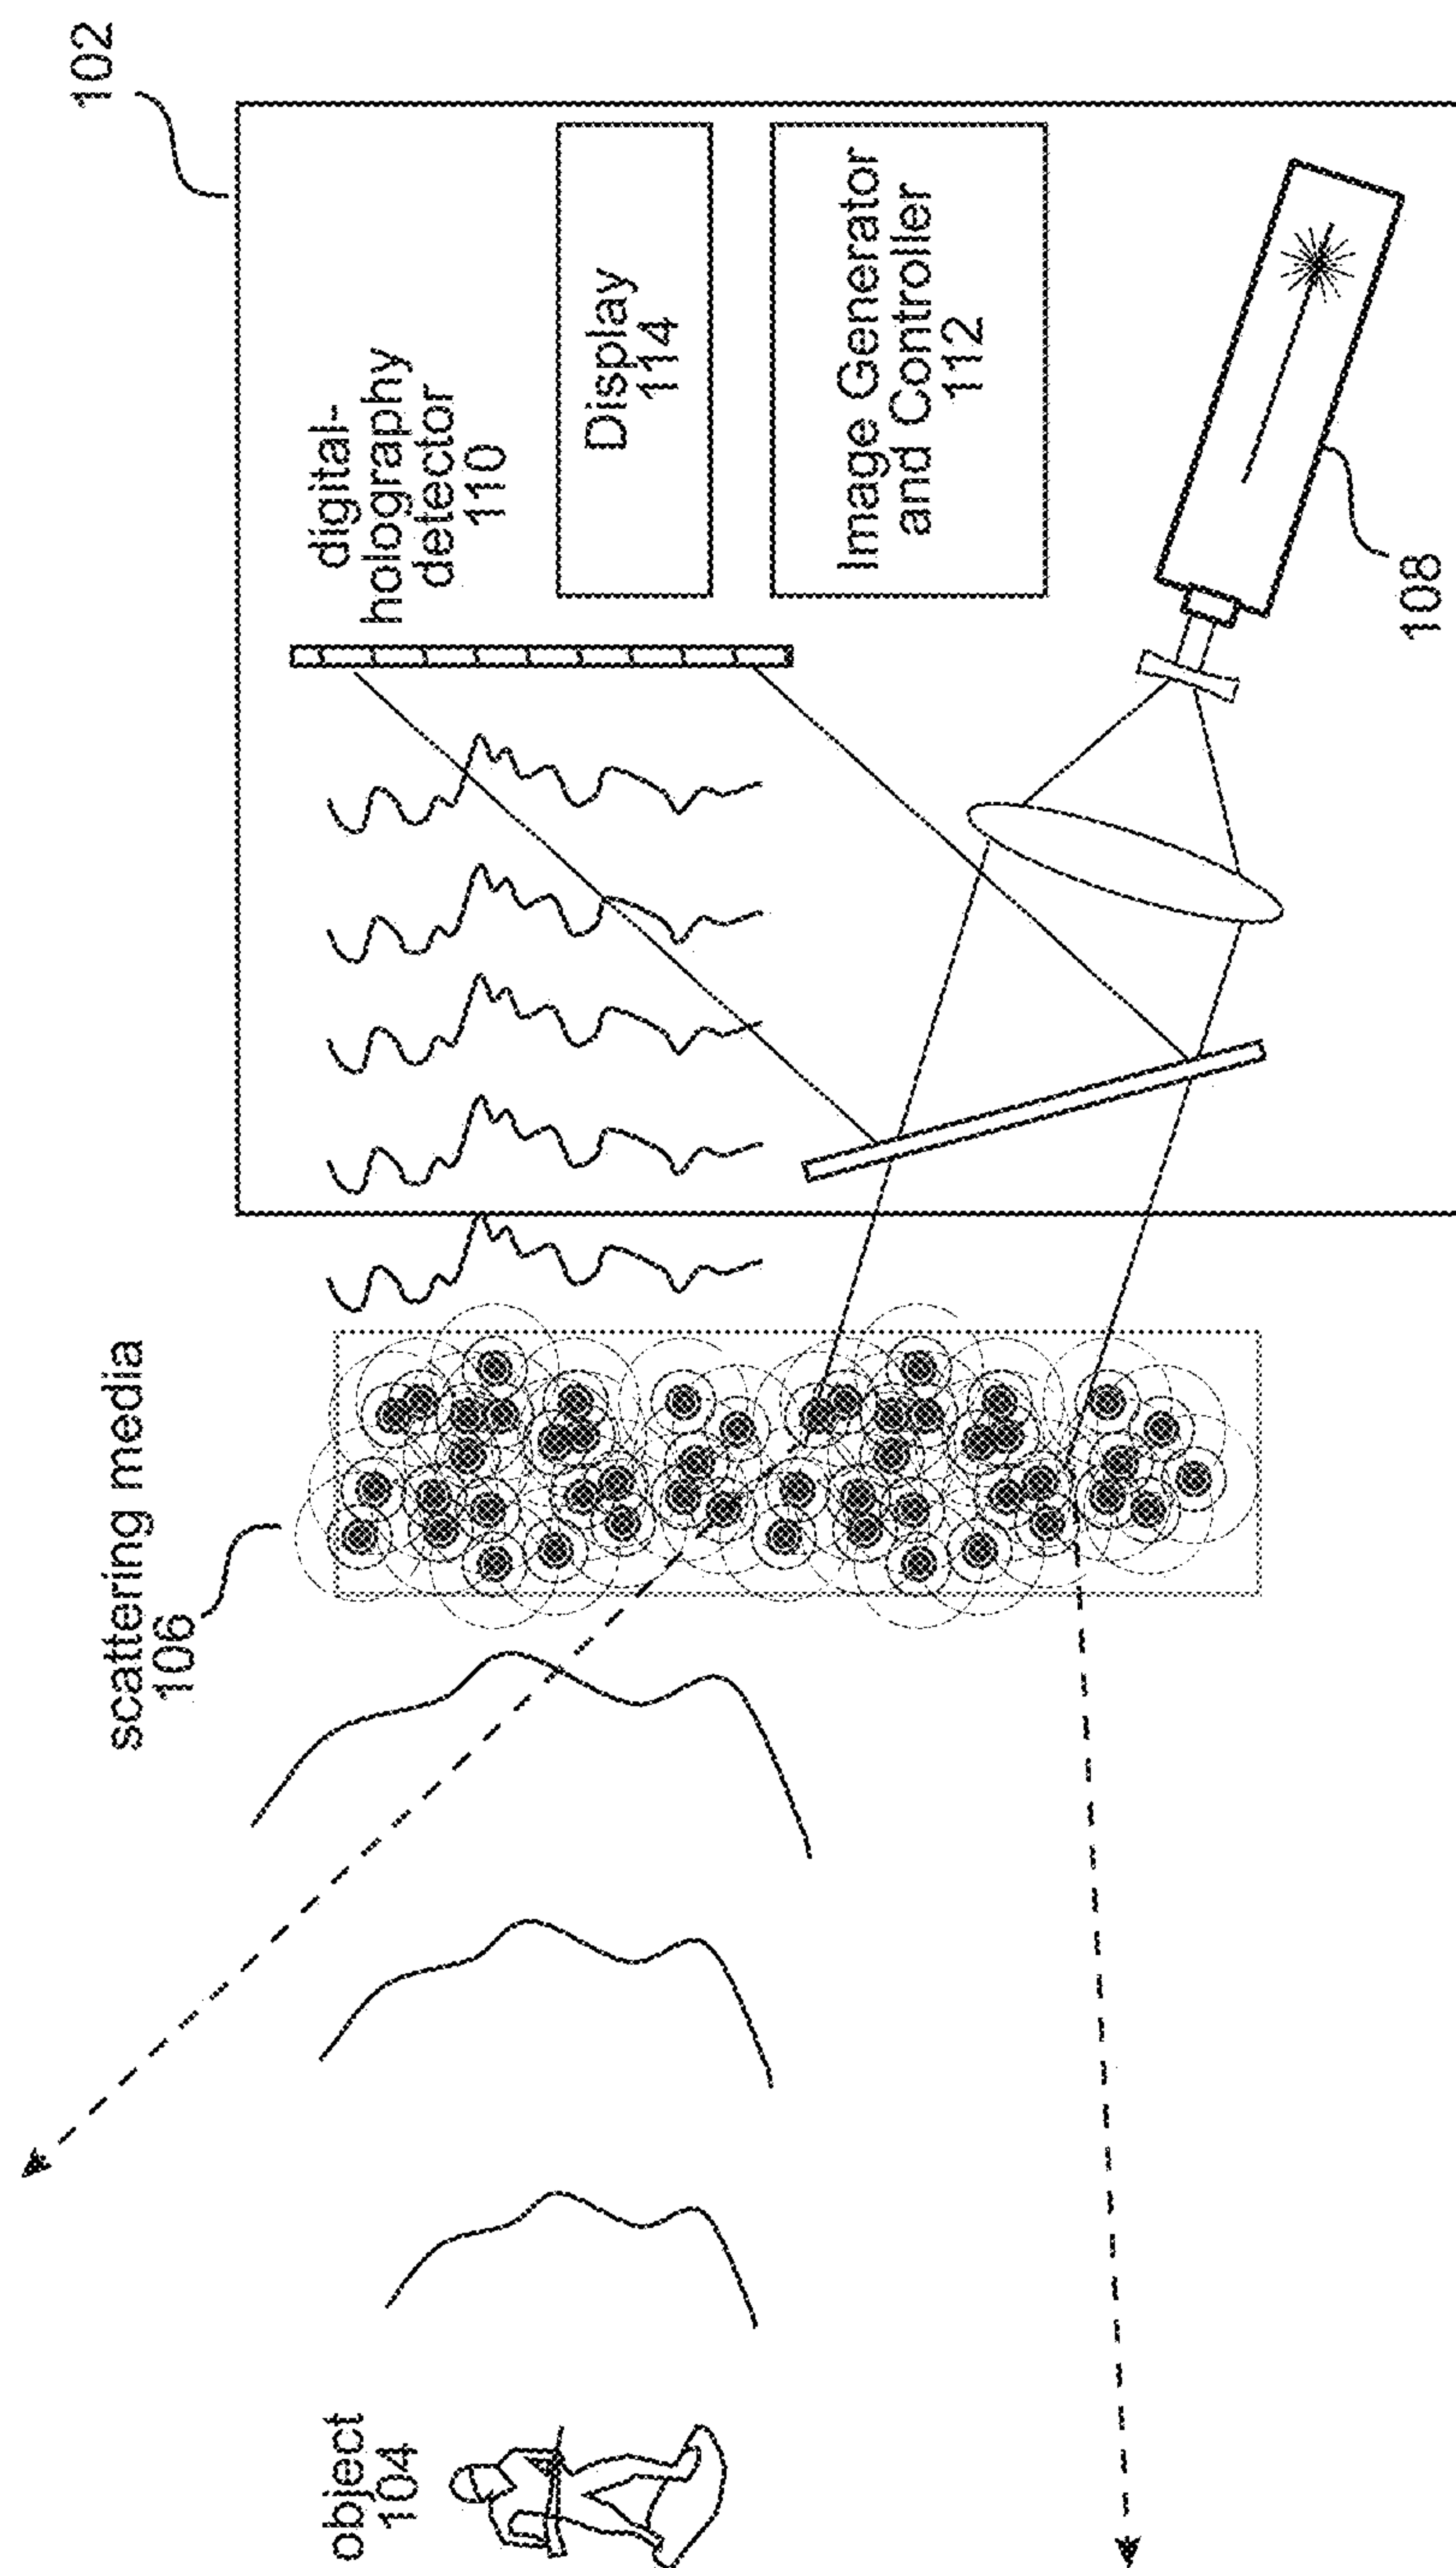 object
104
scattering media
106
102
digital-
holography
detector
110
Display
114
Image Generator
and Controller
112
108